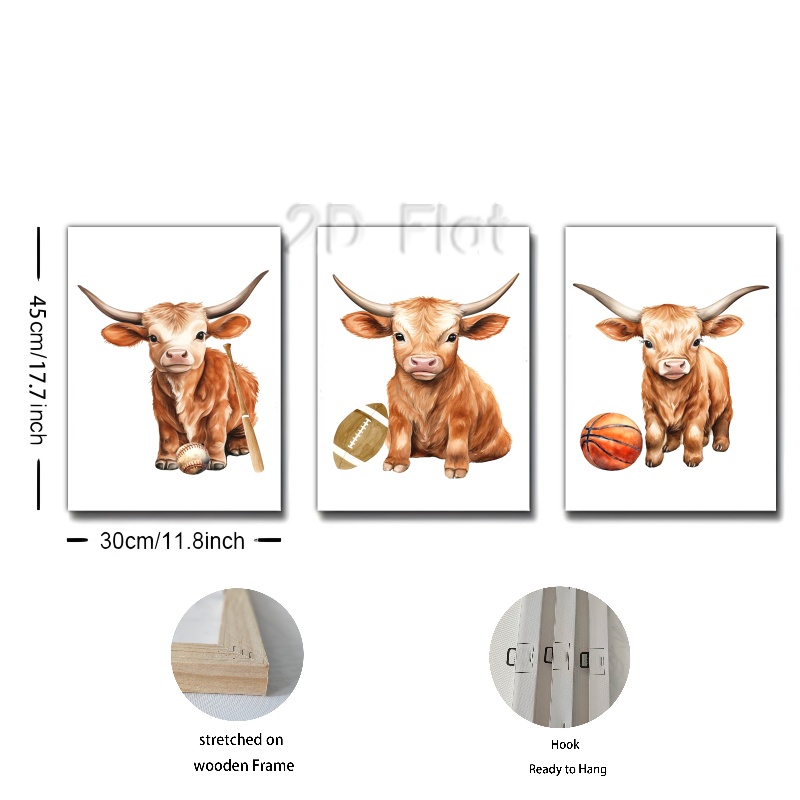 2D Flat
45cm/17.7inch
30cm/11.8inch
stretched on
wooden Frame
Hook
Ready to Hang